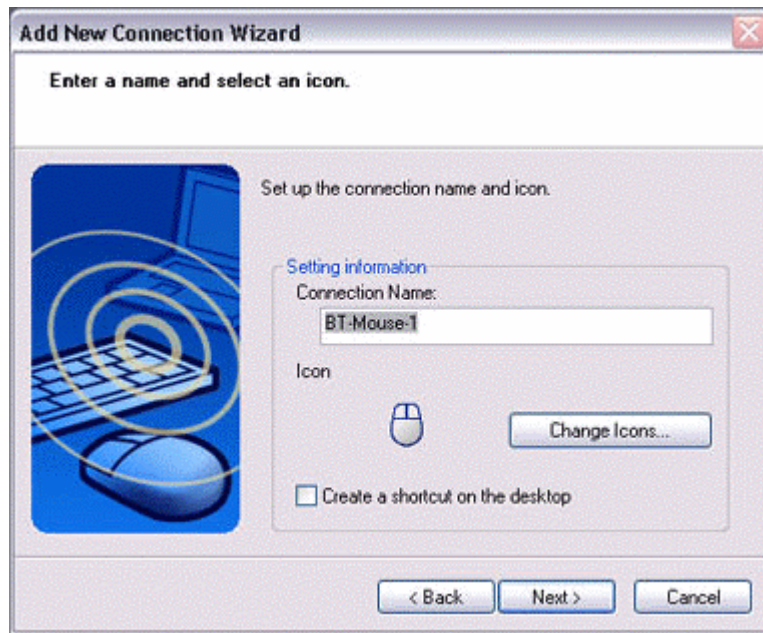 Add New Connection Wizard
Enter a name and select an icon.
Set up the connection name and icon.
Setting information
Connection Name:
BT-Mouse-1
Icon
Change Icons...
Create a shortcut on the desktop
< Back
Next >
Cancel